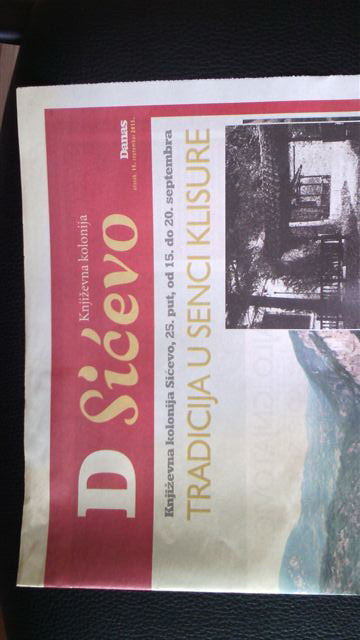 Književna kolonija
D Sićevo
Danas
Književna kolonija Sićevo, 25. put, od 15. do 20. septembra
TRADICIJA U SENCI KLISURE